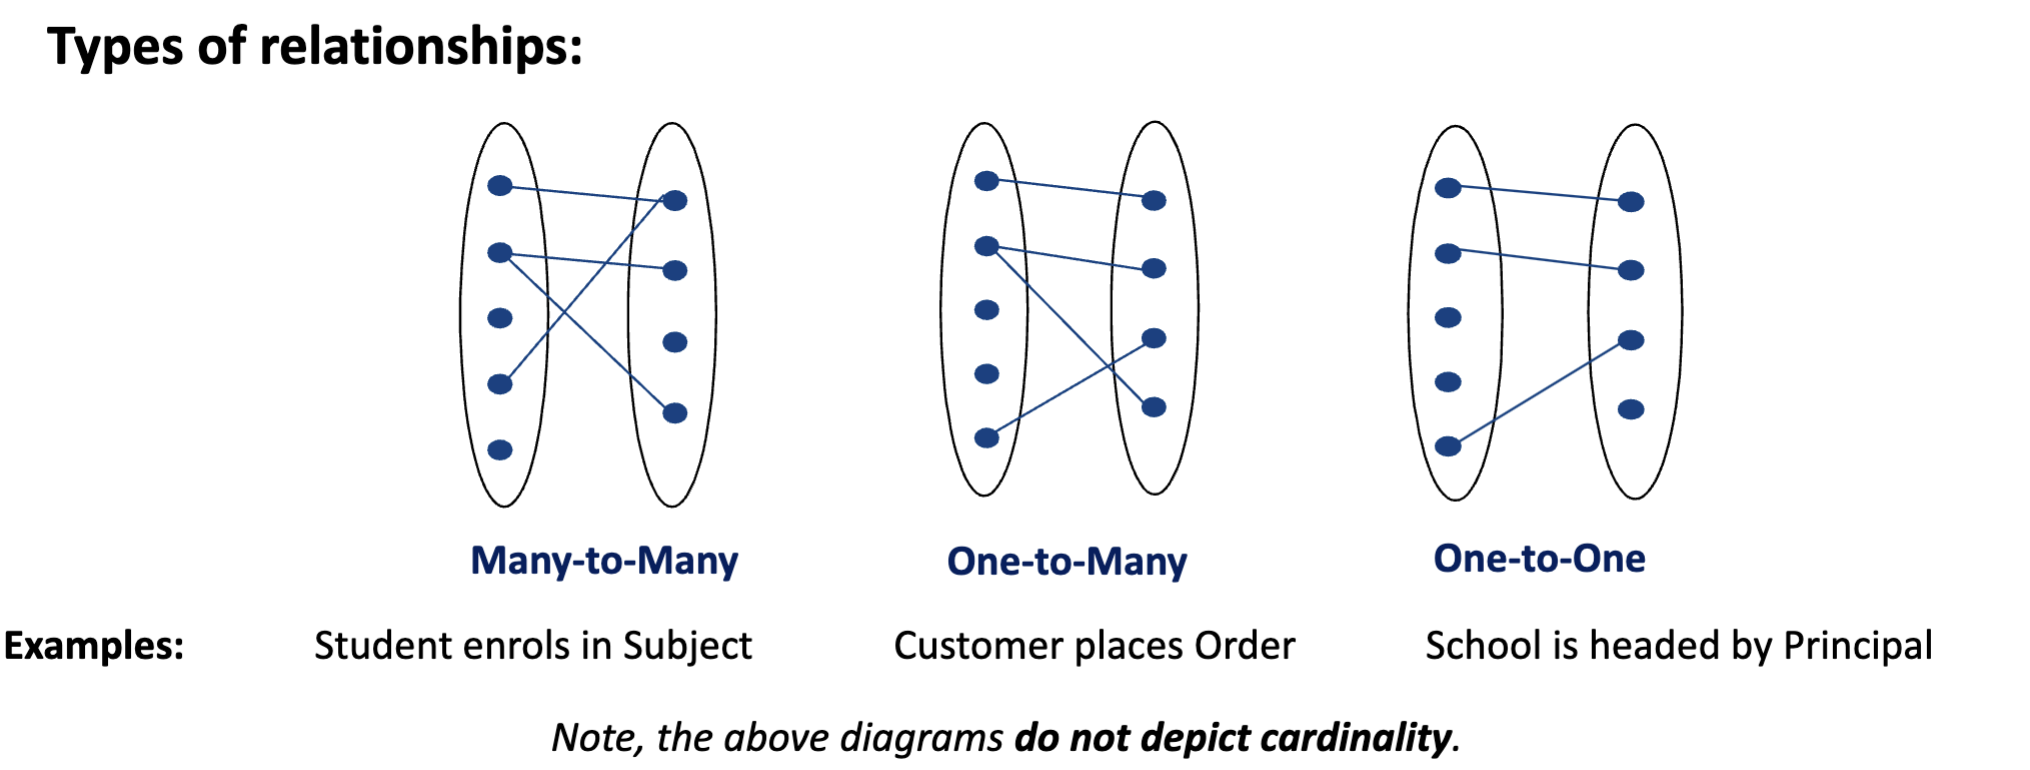 Types of relationships:
Many-to-Many One-to-Many One-to-One
Examples: Student enrols in Subject Customer places Order School is headed by Principal
Note, the above diagrams do not depict cardinality.